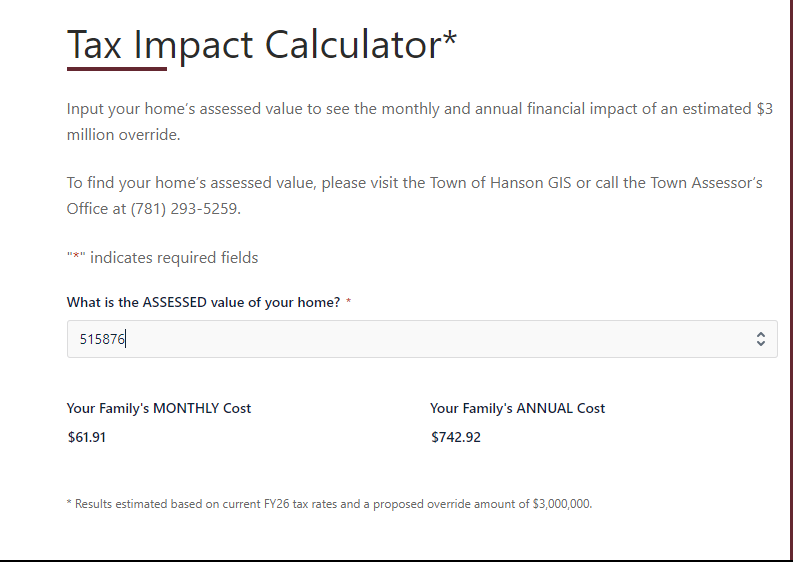 Tax Impact Calculator*
Input your home’s assessed value to see the monthly and annual financial impact of an estimated $3
million override.
To find your home’s assessed value, please visit the Town of Hanson GIS or call the Town Assessor’s
Office at (781) 293-5259.
"*" indicates required fields
What is the ASSESSED value of your home? *
515876
Your Family's MONTHLY Cost Your Family's ANNUAL Cost
$61.91 $742.92
* Results estimated based on current FY26 tax rates and a proposed override amount of $3,000,000.